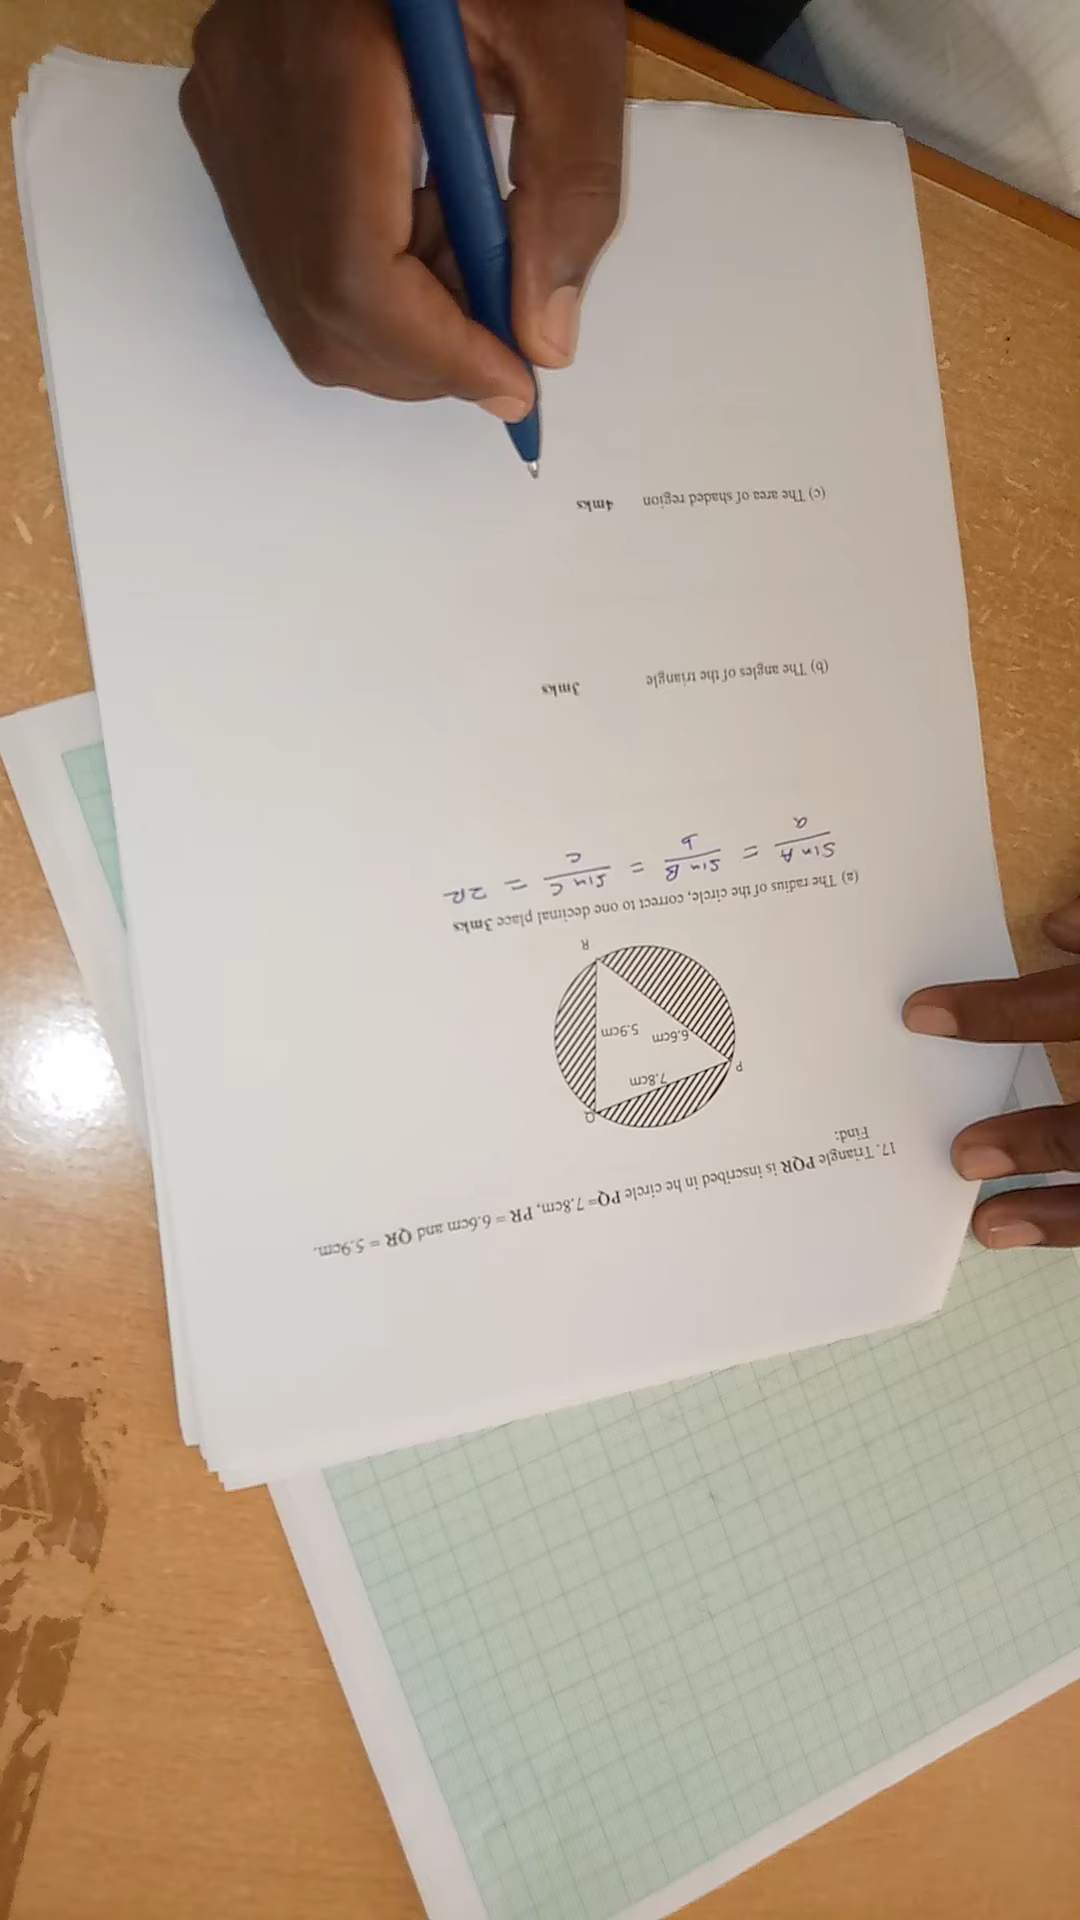 17. Triangle PQR is inscribed in he circle PQ= 7.8cm, PR = 6.6cm and QR = 5.9cm.
Find:
Q
P
7.8cm
6.6cm
5.9cm
R
(a) The radius of the circle, correct to one decimal place 3mks
Sin A / a = Sin B / b = Sin C / c = 2R
(b) The angles of the triangle 3mks
(c) The area of shaded region 4mks